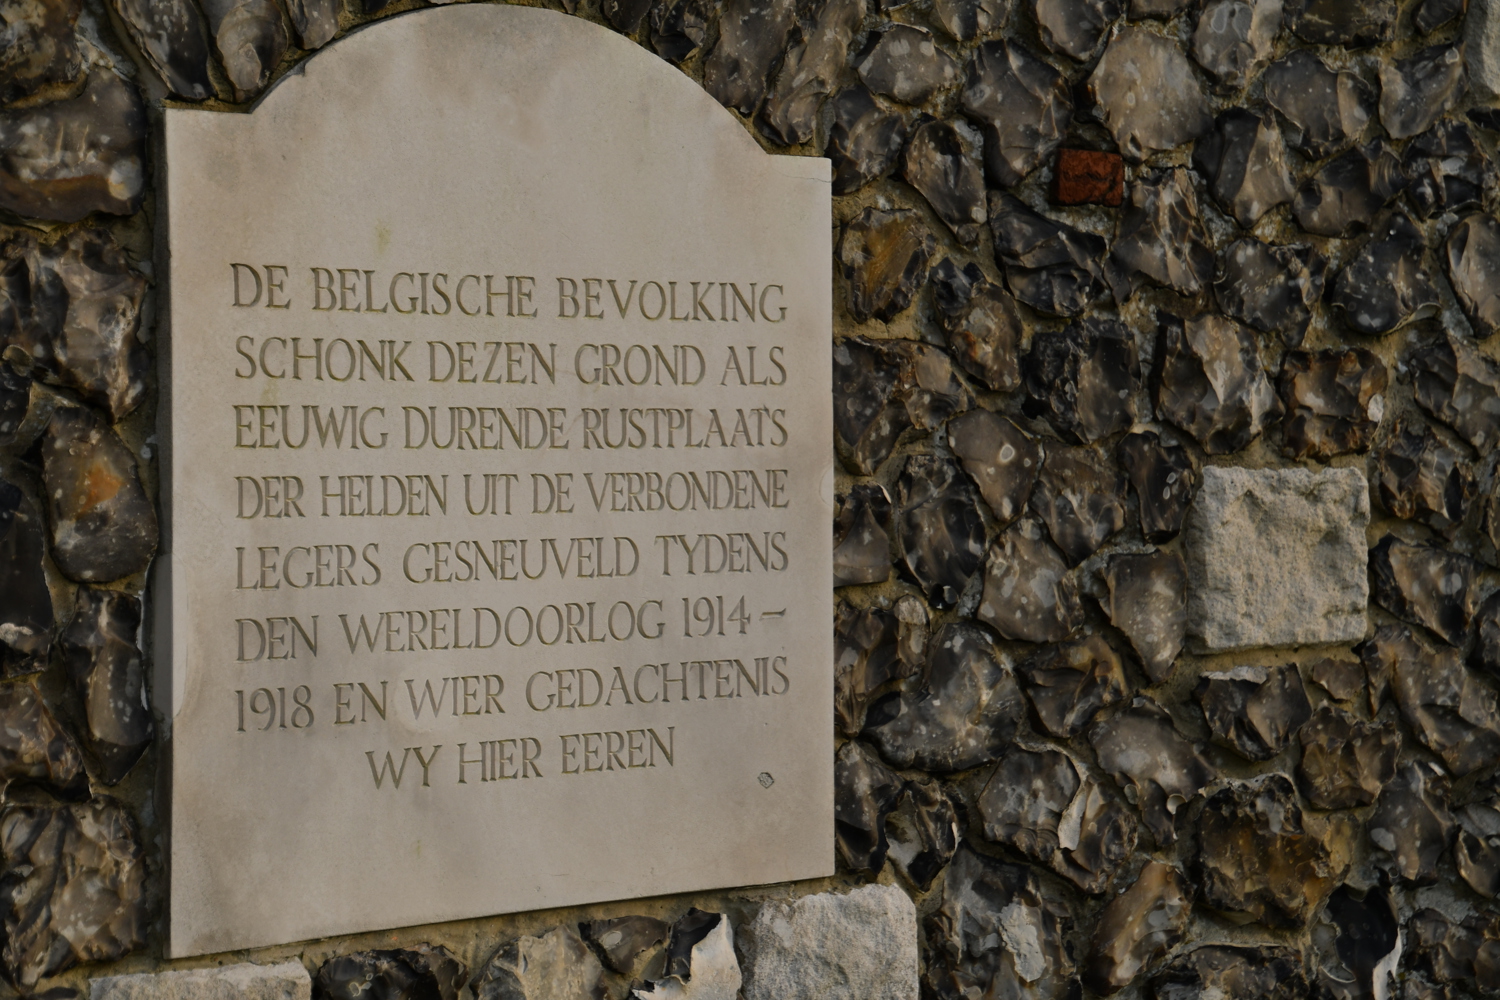 DE BELGISCHE BEVOLKING
SCHONK DEZEN GROND ALS
EEUWIG DURENDE RUSTPLAATS
DER HELDEN UIT DE VERBONDENE
LEGERS GESNEUVELD TYDENS
DEN WERELDOORLOG 1914 –
1918 EN WIER GEDACHTENIS
WY HIER EEREN